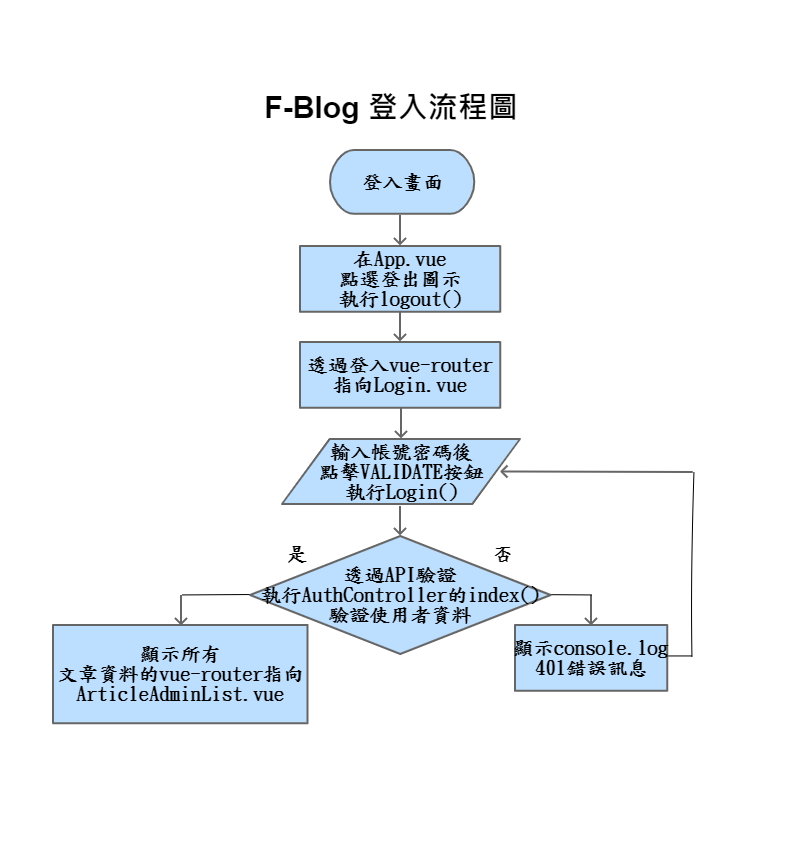 F-Blog 登入流程圖
登入畫面
在App.vue
點選登出圖示
執行logout()
透過登入vue-router
指向Login.vue
輸入帳號密碼後
點擊VALIDATE按鈕
執行Login()
是
否
透過API驗證
執行AuthController的index()
驗證使用者資料
顯示所有
文章資料的vue-router指向
ArticleAdminList.vue
顯示console.log
401錯誤訊息